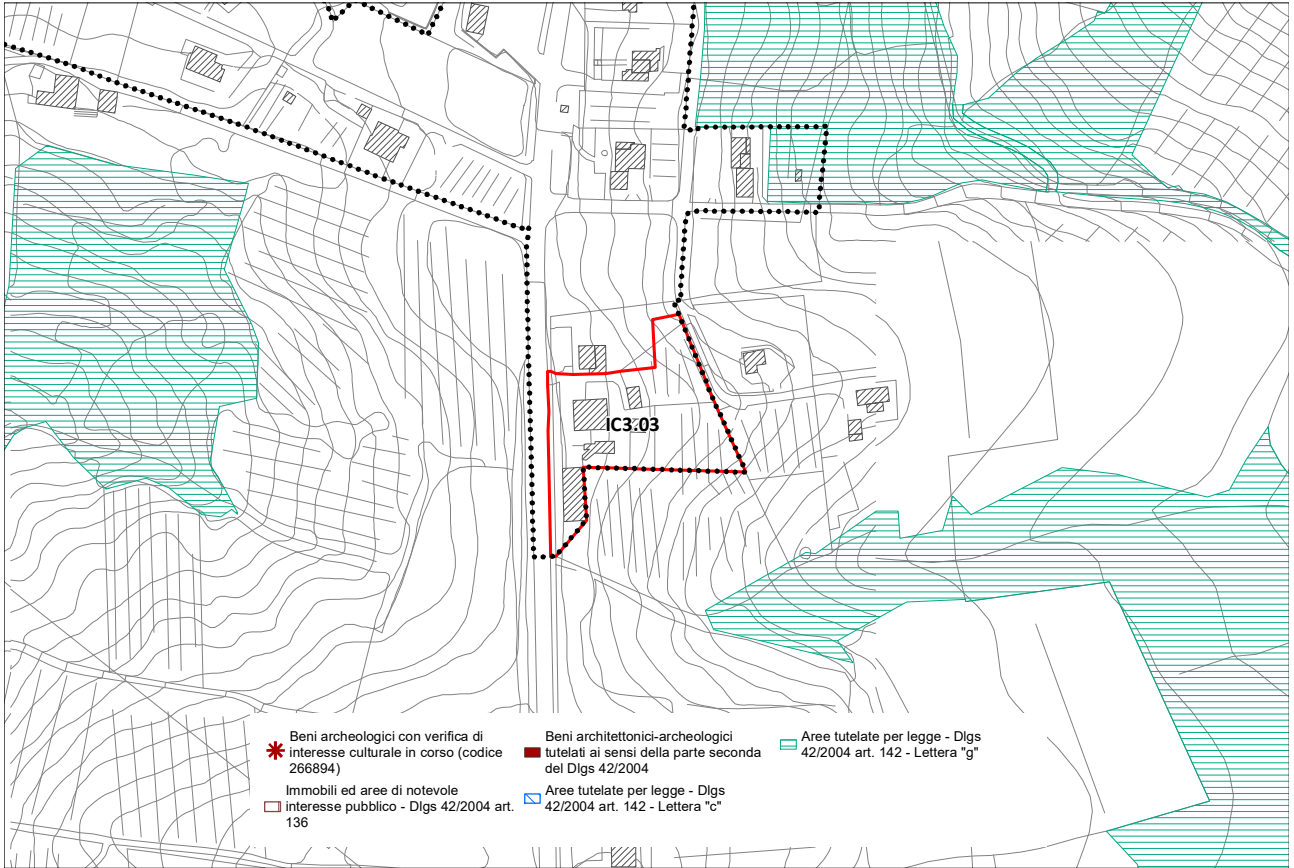 IC3.03
Beni archeologici con verifica di
interesse culturale in corso (codice
266894)
Immobili ed aree di notevole
interesse pubblico - Dlgs 42/2004 art.
136
Beni architettonici-archeologici
tutelati ai sensi della parte seconda
del Dlgs 42/2004
Aree tutelate per legge - Dlgs
42/2004 art. 142 - Lettera "c"
Aree tutelate per legge - Dlgs
42/2004 art. 142 - Lettera "g"